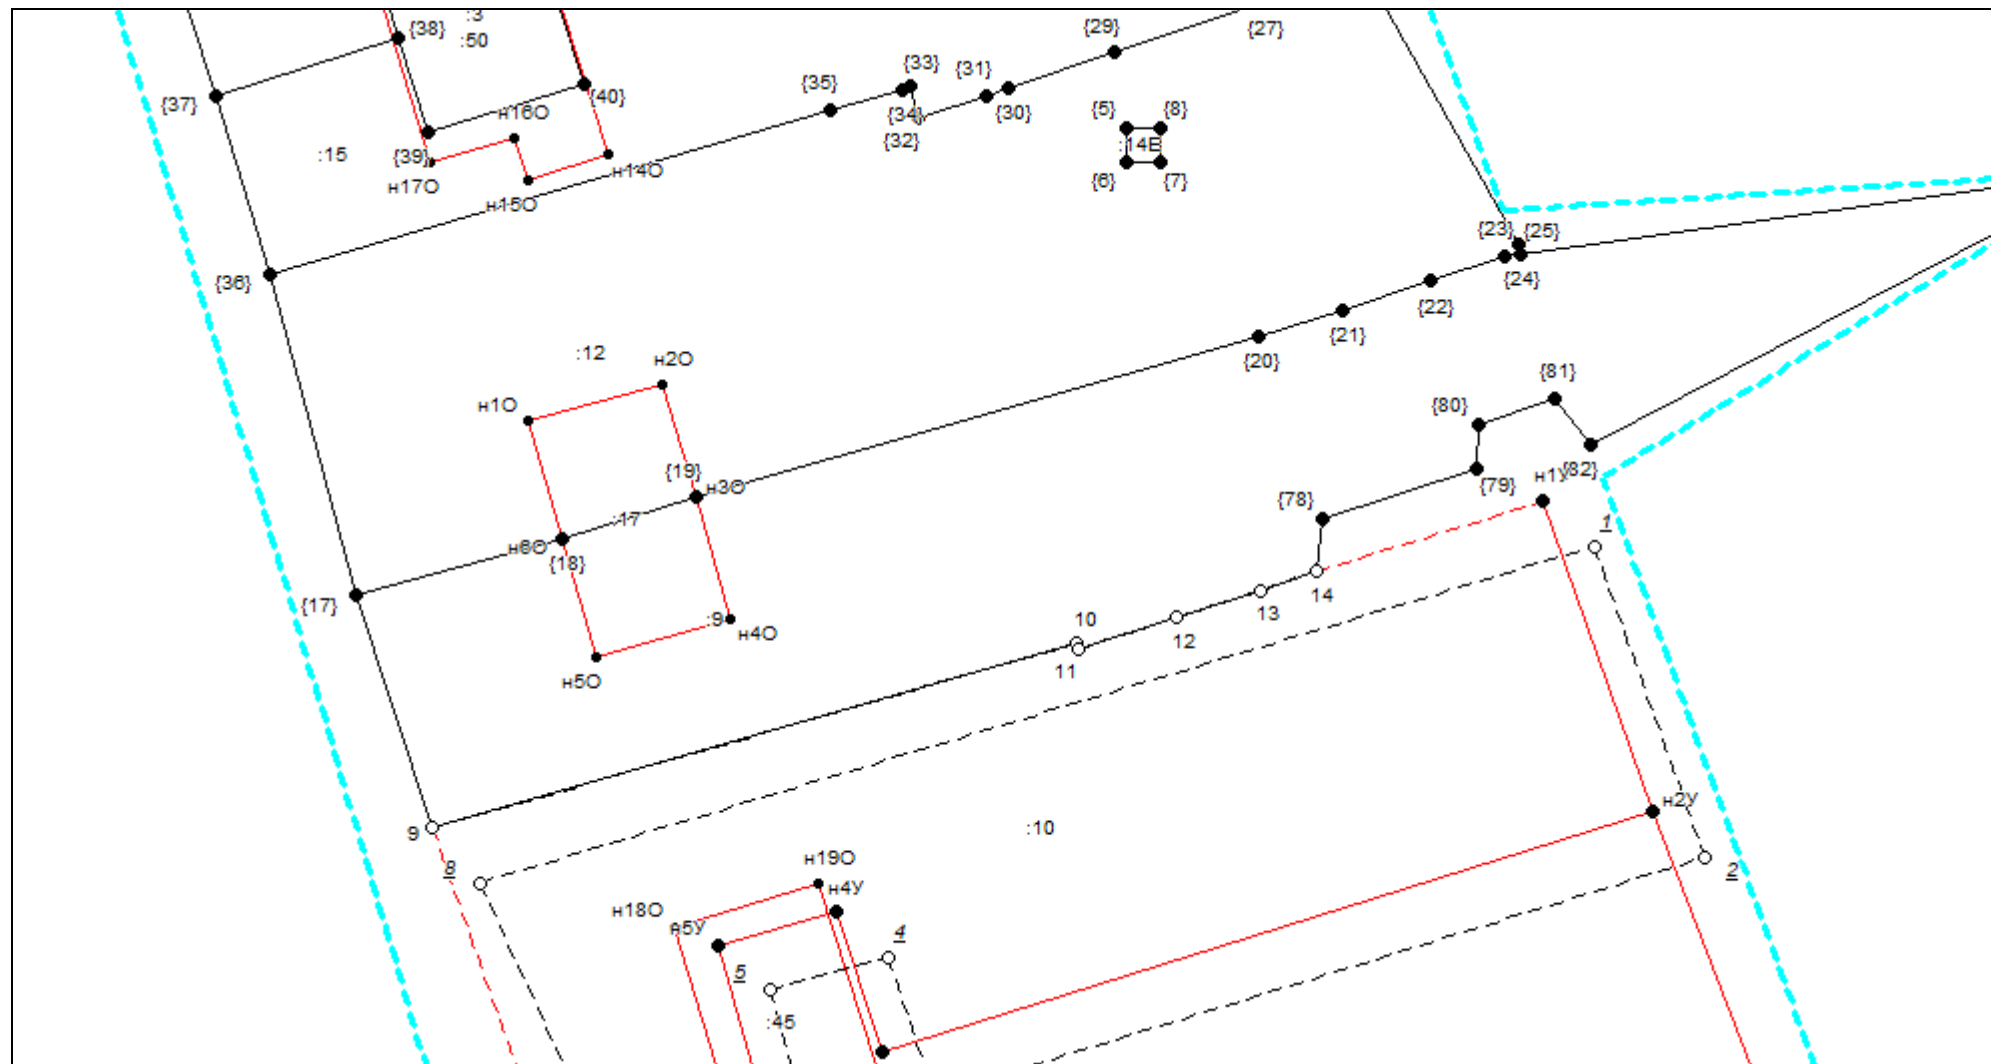 :3
{38}
:50
{29}
{27}
{33}
{31}
{35}
{37}
{40}
н16О
{34}
{30}
{5}
{8}
{32}
:14Е
:15
{39}
н17О
н14О
{6}
{7}
н15О
{23}
{25}
{36}
{24}
{22}
{21}
:12
н2О
{20}
{81}
н1О
{80}
{19}
н3О
{82}
н1У
{79}
{78}
:17
1
н6О
{18}
{17}
14
13
:9
10
н4О
12
11
н5О
н2У
9
:10
8
н19О
2
н4У
н18О
н5У
4
5
:45